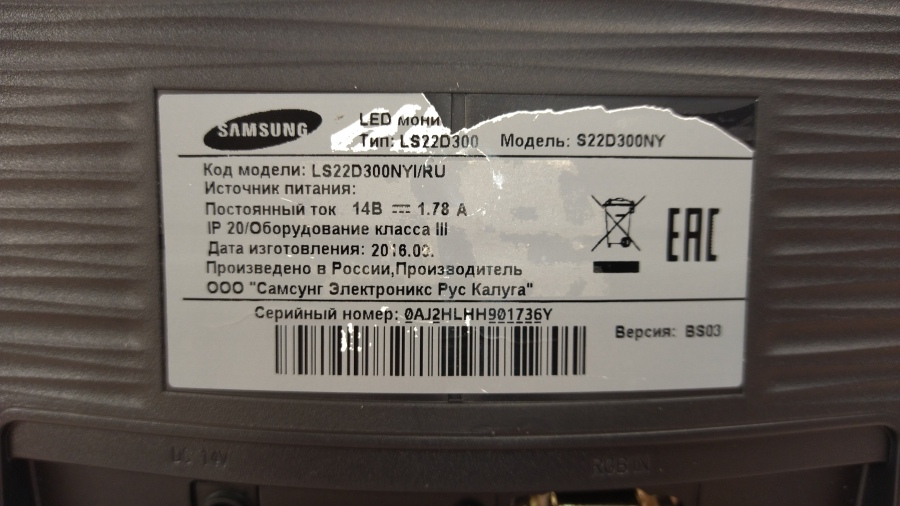 SAMSUNG
LED
Тип: LS22D300 Модель: S22D300NY
Код модели: LS22D300NYI/RU
Источник питания:
Постоянный ток 14В 1.78 А
IP 20/Оборудование класса III
Дата изготовления:
Произведено в России,Производитель
ООО "Самсунг Электроникс Рус Калуга"
EAC
Серийный номер: 0AJ2HLHH901736Y
Версия: BS03
DC 14V